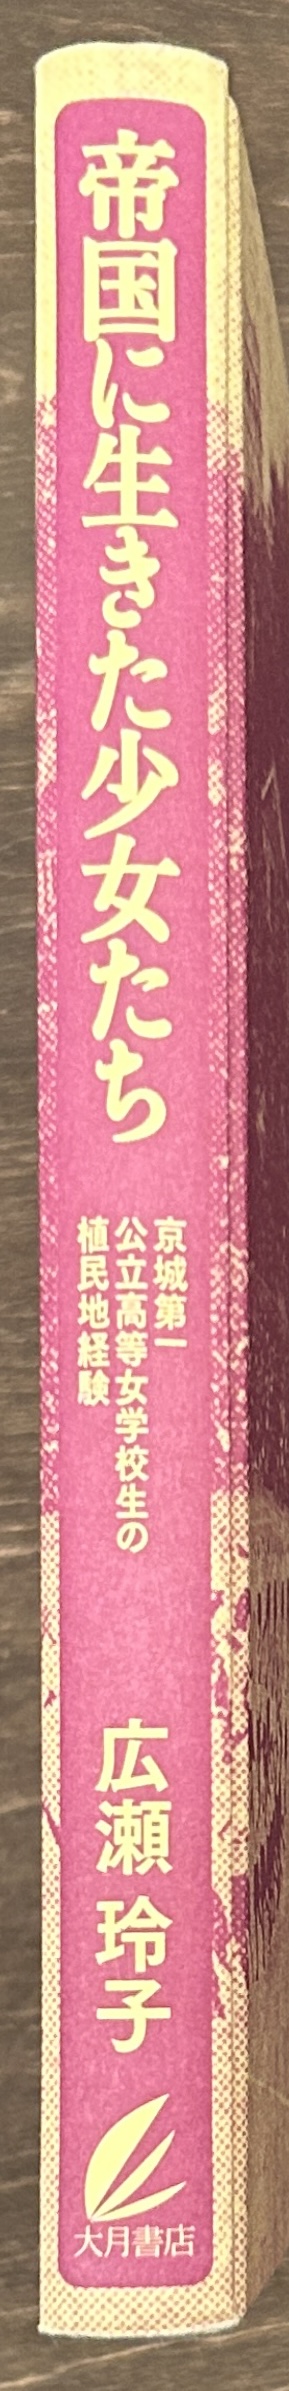 帝国に生きた少女たち
京城第一
公立高等女学校生の
植民地経験
広瀬 玲子
大月書店